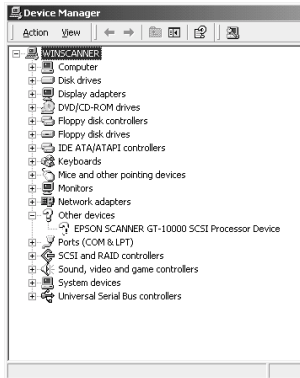 Device Manager
Action View
WINSCANNER
Computer
Disk drives
Display adapters
DVD/CD-ROM drives
Floppy disk controllers
Floppy disk drives
IDE ATA/ATAPI controllers
Keyboards
Mice and other pointing devices
Monitors
Network adapters
Other devices
EPSON SCANNER GT-10000 SCSI Processor Device
Ports (COM & LPT)
SCSI and RAID controllers
Sound, video and game controllers
System devices
Universal Serial Bus controllers